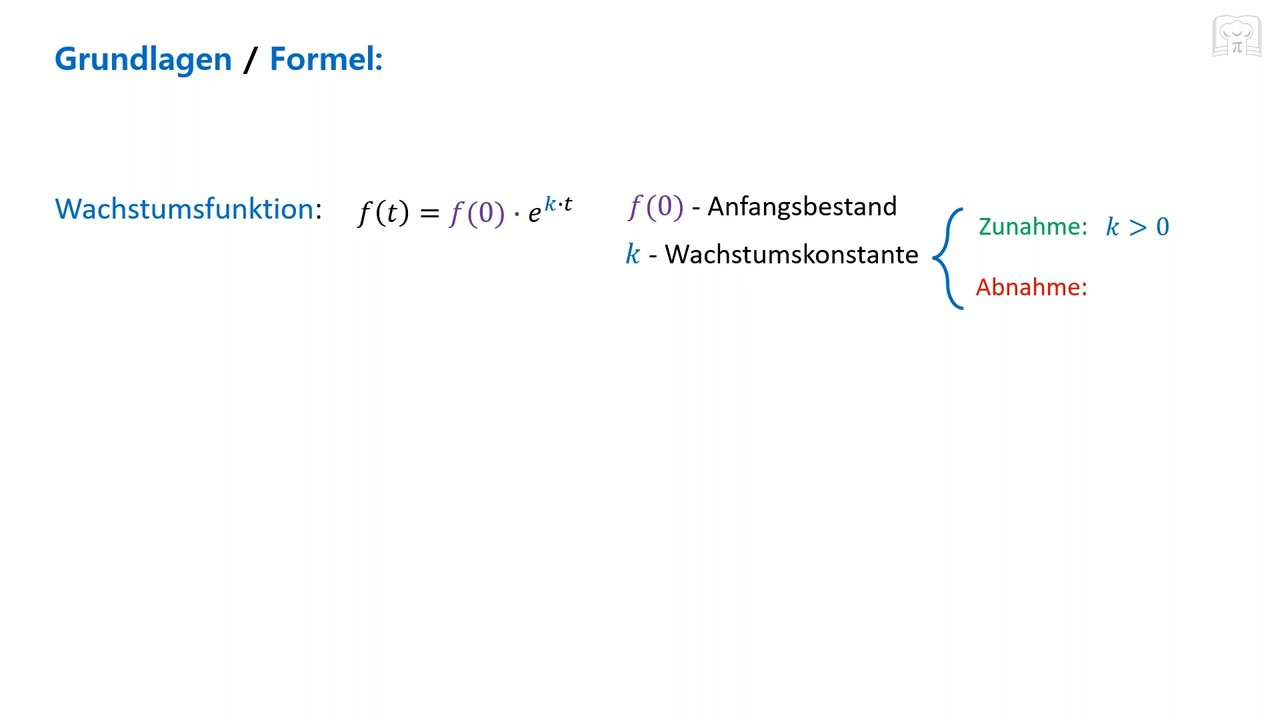 Grundlagen / Formel:
Wachstumsfunktion: f(t) = f(0) · e^{k·t}
f(0) - Anfangsbestand
k - Wachstumskonstante
Zunahme: k > 0
Abnahme:
π